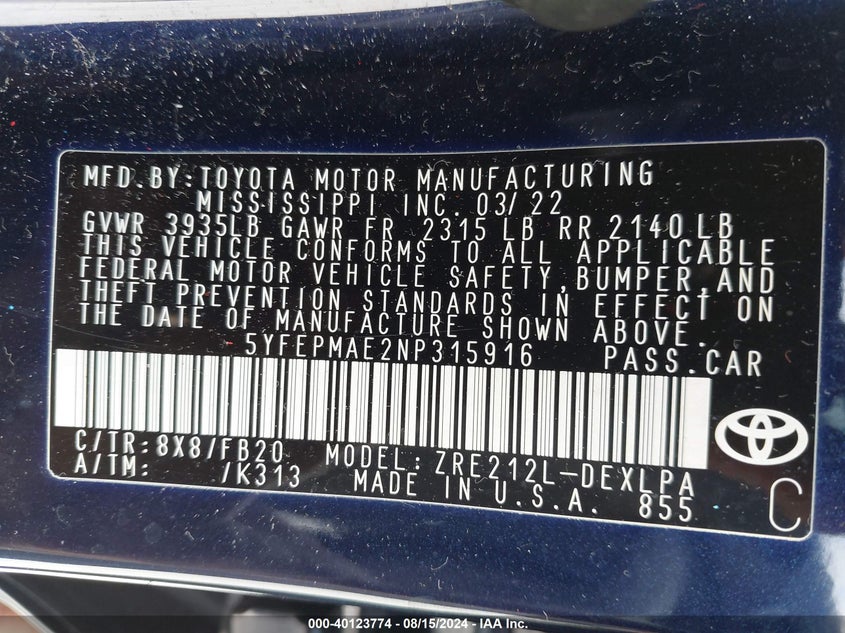 MFD.BY:TOYOTA MOTOR MANUFACTURING
MISSISSIPPI INC. 03/22
GVWR 3935LB GAWR FR 2315 LB RR 2140 LB
THIS VEHICLE CONFORMS TO ALL APPLICABLE
FEDERAL MOTOR VEHICLE SAFETY,BUMPER,AND
THEFT PREVENTION STANDARDS IN EFFECT ON
THE DATE OF MANUFACTURE SHOWN ABOVE.
5YFEPMAE2NP315916 PASS.CAR
C/TR:8X8/FB20 MODEL:ZRE212L-DEXLPA
A/TM: /K313 MADE IN U.S.A. 855
C
000-40123774 - 08/15/2024 - IAA Inc.